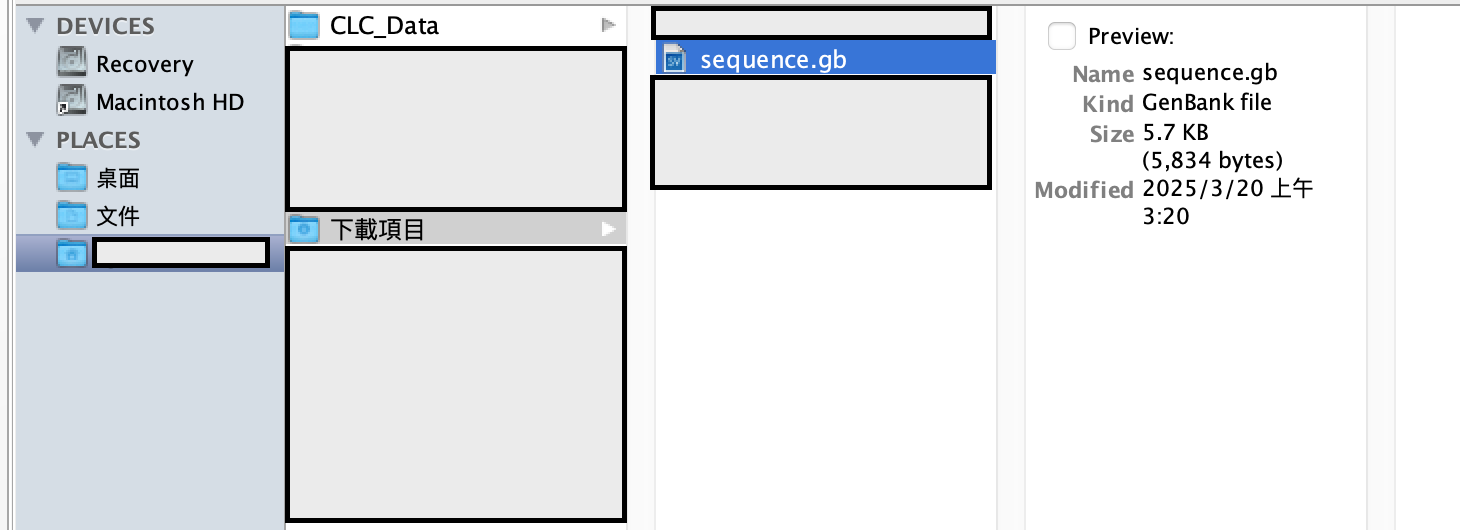 DEVICES
Recovery
Macintosh HD
PLACES
桌面
文件
CLC_Data
下載項目
sequence.gb
Preview:
Name sequence.gb
Kind GenBank file
Size 5.7 KB
(5,834 bytes)
Modified 2025/3/20 上午
3:20